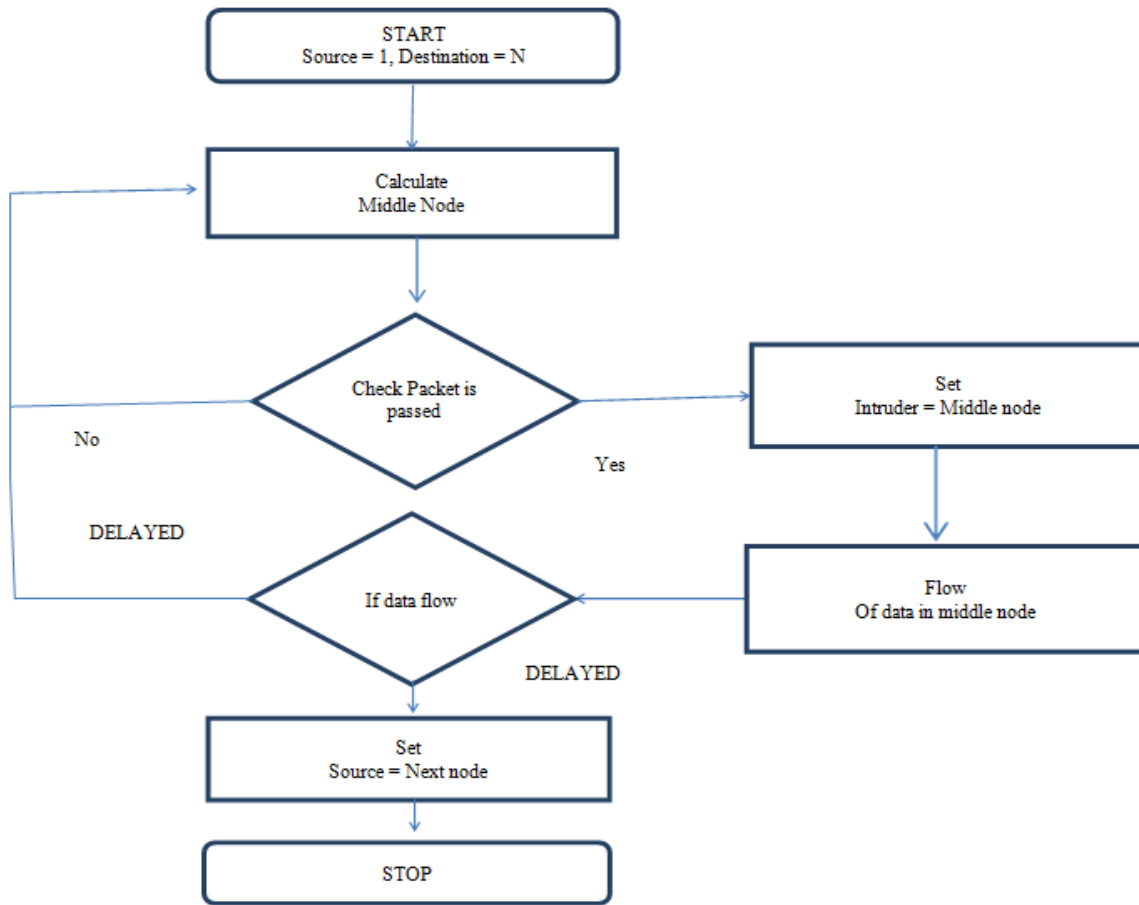 START
Source = 1, Destination = N
Calculate
Middle Node
Check Packet is
passed
Set
Intruder = Middle node
No
Yes
DELAYED
If data flow
Flow
Of data in middle node
DELAYED
Set
Source = Next node
STOP